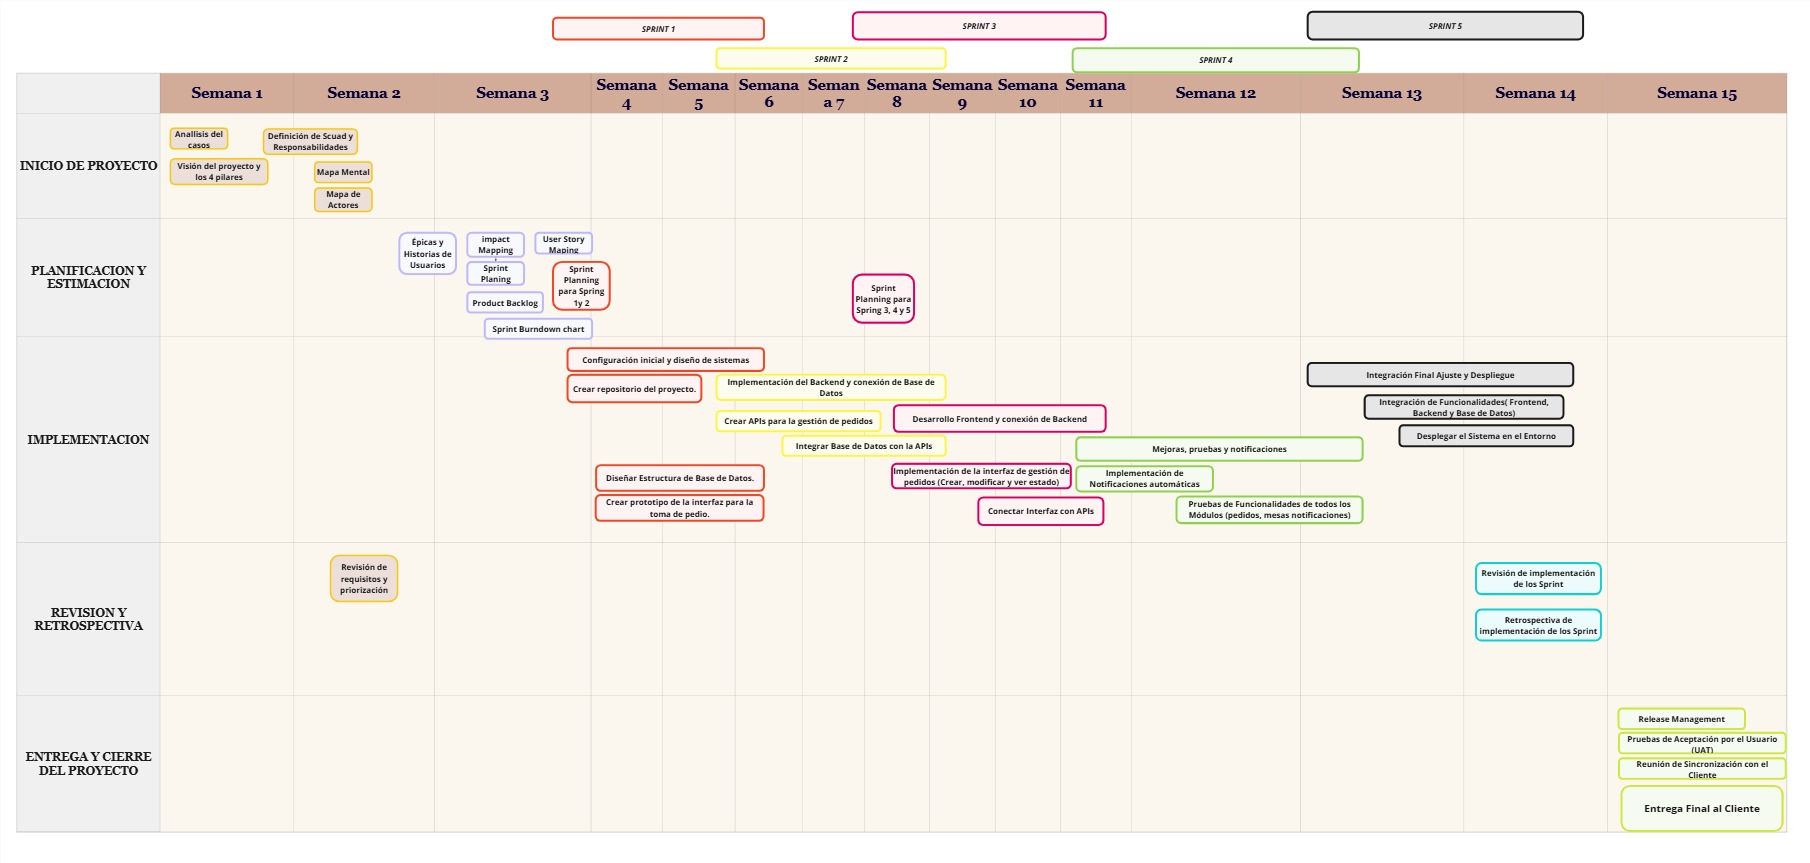 SPRINT 1
SPRINT 3
SPRINT 5
SPRINT 2
SPRINT 4
Semana 1
Semana 2
Semana 3
Semana
4
Semana
5
Semana
6
Seman
a 7
Semana
8
Semana
9
Semana
10
Semana
11
Semana 12
Semana 13
Semana 14
Semana 15
INICIO DE PROYECTO
Anallisis del
casos
Visión del proyecto y
los 4 pilares
Definición de Scuad y
Responsabilidades
Mapa Mental
Mapa de
Actores
PLANIFICACION Y
ESTIMACION
Épicas y
Historias de
Usuarios
impact
Mapping
User Story
Maping
Sprint
Planing
Product Backlog
Sprint Burndown chart
Sprint
Planning
para Spring
1y 2
Sprint
Planning para
Spring 3, 4 y 5
IMPLEMENTACION
Configuración inicial y diseño de sistemas
Crear repositorio del proyecto.
Implementación del Backend y conexión de Base de
Datos
Crear APIs para la gestión de pedidos
Integrar Base de Datos con la APIs
Diseñar Estructura de Base de Datos.
Crear prototipo de la interfaz para la
toma de pedio.
Desarrollo Frontend y conexión de Backend
Implementación de la interfaz de gestión de
pedidos (Crear, modificar y ver estado)
Conectar Interfaz con APIs
Mejoras, pruebas y notificaciones
Implementación de
Notificaciones automáticas
Pruebas de Funcionalidades de todos los
Módulos (pedidos, mesas notificaciones)
Integración Final Ajuste y Despliegue
Integración de Funcionalidades( Frontend,
Backend y Base de Datos)
Desplegar el Sistema en el Entorno
REVISION Y
RETROSPECTIVA
Revisión de
requisitos y
priorización
Revisión de implementación
de los Sprint
Retrospectiva de
implementación de los Sprint
ENTREGA Y CIERRE
DEL PROYECTO
Release Management
Pruebas de Aceptación por el Usuario
(UAT)
Reunión de Sincronización con el
Cliente
Entrega Final al Cliente